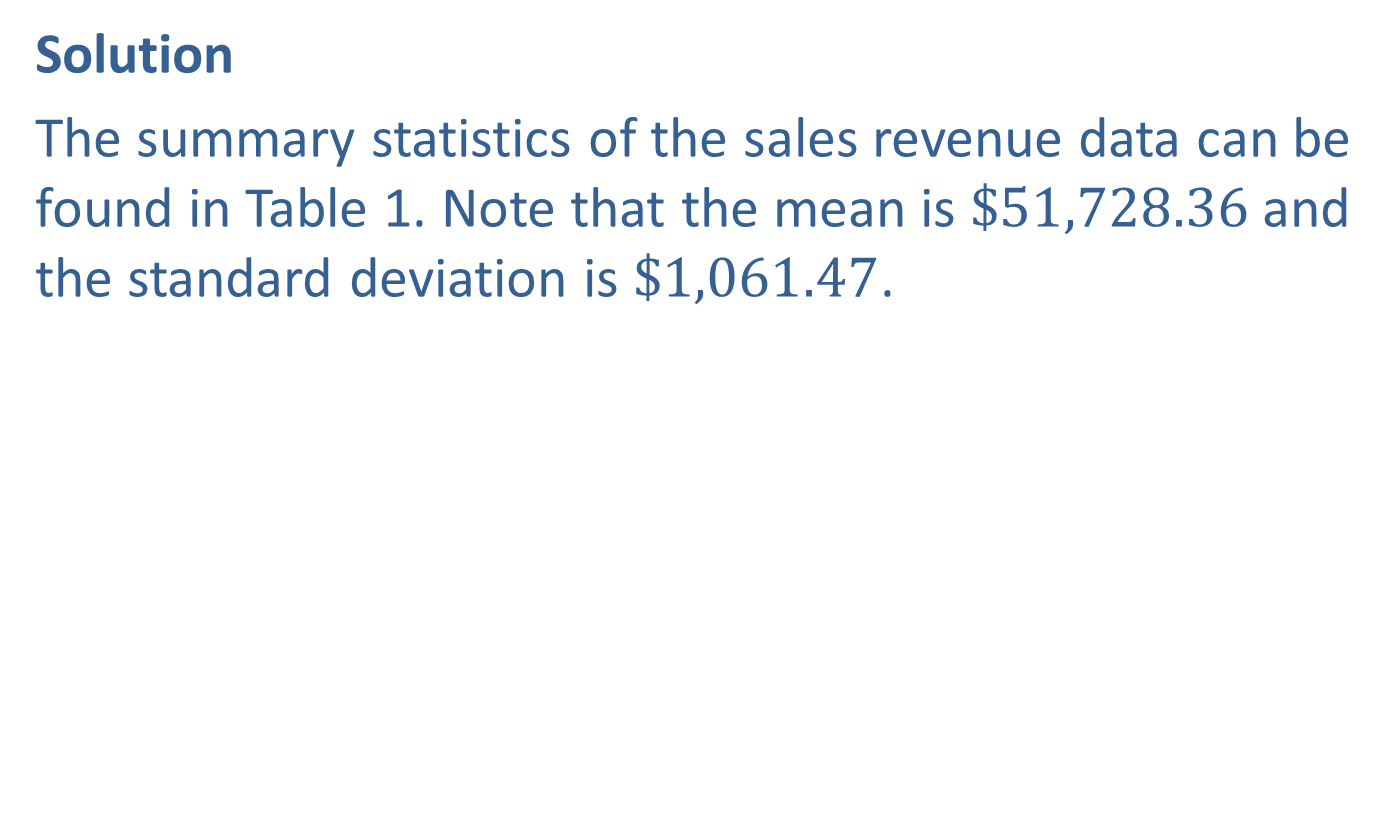 Solution
The summary statistics of the sales revenue data can be
found in Table 1. Note that the mean is $51,728.36 and
the standard deviation is $1,061.47.